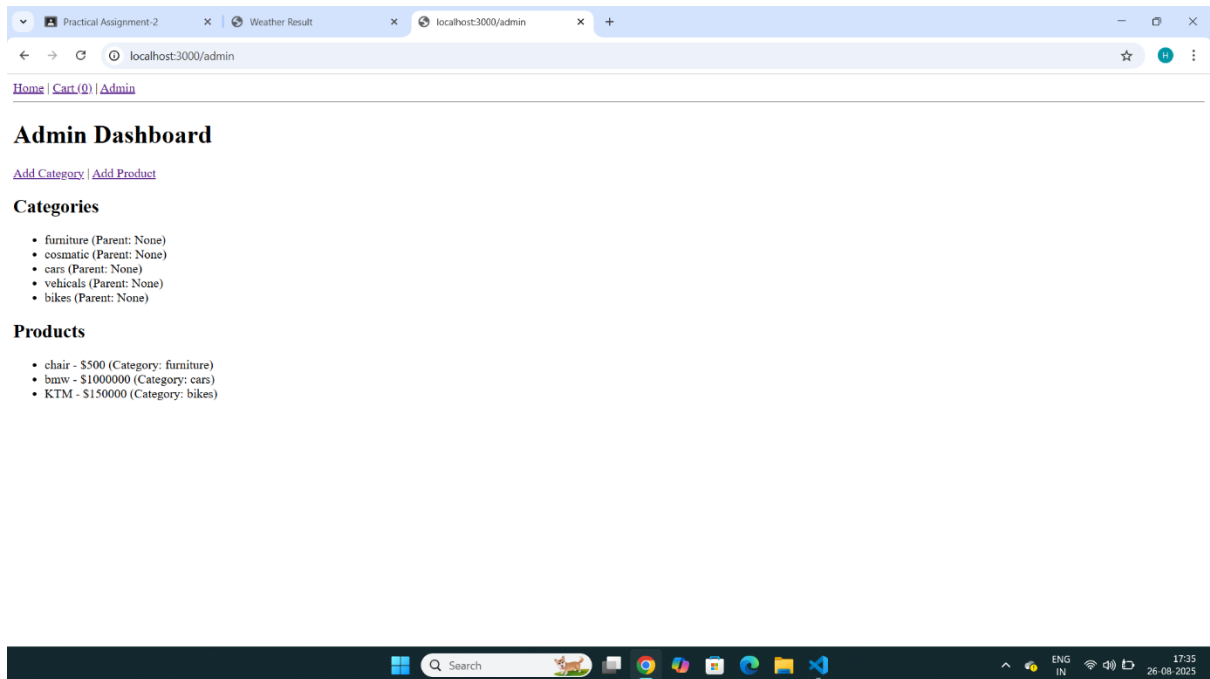 Practical Assignment-2
Weather Result
localhost:3000/admin
localhost:3000/admin
H
Home | Cart (0) | Admin
Admin Dashboard
Add Category | Add Product
Categories
furniture (Parent: None)
cosmatic (Parent: None)
cars (Parent: None)
vehicals (Parent: None)
bikes (Parent: None)
Products
chair - $500 (Category: furniture)
bmw - $1000000 (Category: cars)
KTM - $150000 (Category: bikes)
Search
ENG
IN
17:35
26-08-2025